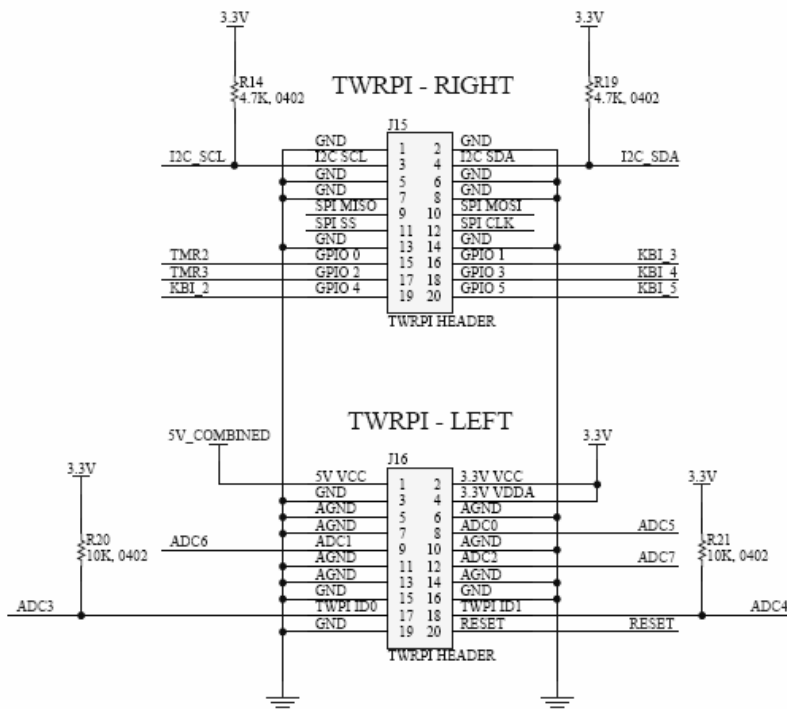 3.3V 3.3V
R14 R19
4.7K, 0402 TWRPI - RIGHT 4.7K, 0402
J15
GND 1 2 GND
I2C_SCL I2C SCL 3 4 I2C SDA I2C_SDA
GND 5 6 GND
GND 7 8 GND
SPI MISO 9 10 SPI MOSI
SPI SS 11 12 SPI CLK
GND 13 14 GND
TMR2 GPIO 0 15 16 GPIO 1 KBI_3
TMR3 GPIO 2 17 18 GPIO 3 KBI_4
KBI_2 GPIO 4 19 20 GPIO 5 KBI_5
TWRPI HEADER
TWRPI - LEFT
5V_COMBINED 3.3V
J16
3.3V 3.3V
5V VCC 1 2 3.3V VCC
GND 3 4 3.3V VDDA
AGND 5 6 AGND
AGND 7 8 ADC0 ADC5
R20 R21
10K, 0402 10K, 0402
ADC6 ADC1 9 10 AGND
AGND 11 12 ADC2 ADC7
AGND 13 14 AGND
GND 15 16 GND
ADC3 TWPI ID0 17 18 TWPI ID1 ADC4
GND 19 20 RESET RESET
TWRPI HEADER